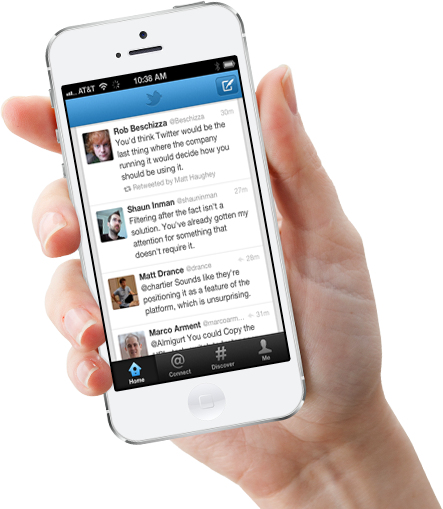 AT&T 10:38 AM
Rob Beschizza @Beschizza 30m
You'd think Twitter would be the
last thing where the company
running it would decide how you
should be using it.
Retweeted by Matt Haughey
Shaun Inman @shauninman 27m
Filtering after the fact isn't a
solution. You've already gotten my
attention for something that
doesn't require it.
Matt Drance @drance 28m
@chartier Sounds like they're
positioning it as a feature of the
platform, which is unsurprising.
Marco Arment @marcoarm... 31m
@Almigurt You could Copy the
Home @ Connect # Discover Me